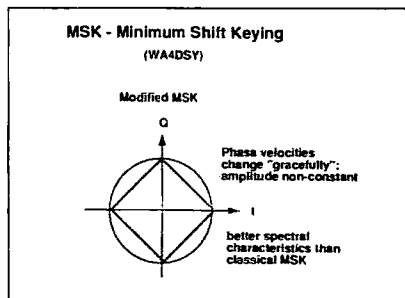 MSK - Minimum Shift Keying
(WA4DSY)
Modified MSK
Q
Phase velocities
change "gracefully":
amplitude non-constant
I
better spectral
characteristics than
classical MSK